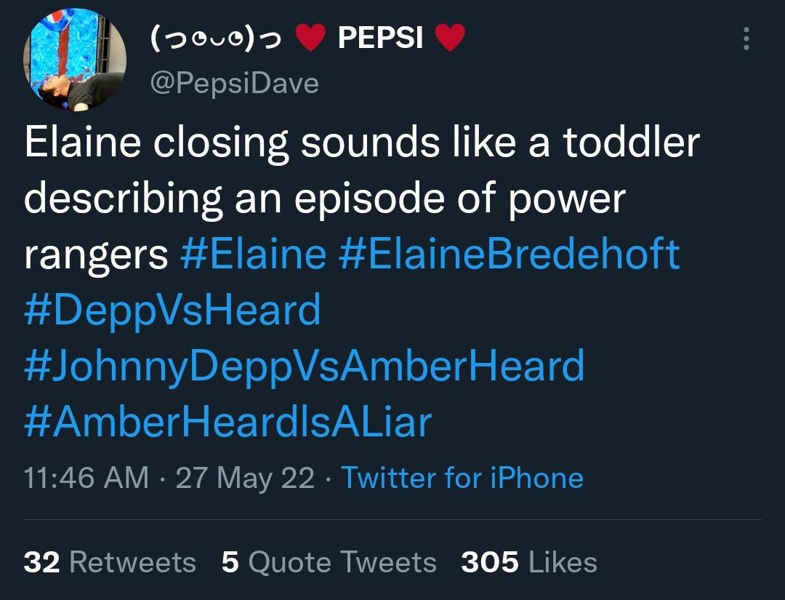 (っ◔◡◔)っ ♥ PEPSI ♥
@PepsiDave
Elaine closing sounds like a toddler
describing an episode of power
rangers #Elaine #ElaineBredehoft
#DeppVsHeard
#JohnnyDeppVsAmberHeard
#AmberHeardIsALiar
11:46 AM · 27 May 22 · Twitter for iPhone
32 Retweets 5 Quote Tweets 305 Likes